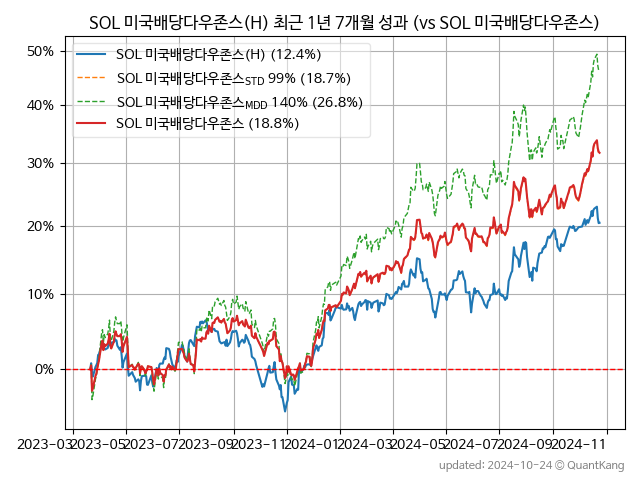 SOL 미국배당다우존스(H) 최근 1년 7개월 성과 (vs SOL 미국배당다우존스)
SOL 미국배당다우존스(H) (12.4%)
SOL 미국배당다우존스STD 99% (18.7%)
SOL 미국배당다우존스MDD 140% (26.8%)
SOL 미국배당다우존스 (18.8%)
50%
40%
30%
20%
10%
0%
2023-03 2023-05 2023-07 2023-09 2023-11 2024-01 2024-03 2024-05 2024-07 2024-09 2024-11
updated: 2024-10-24 © QuantKang